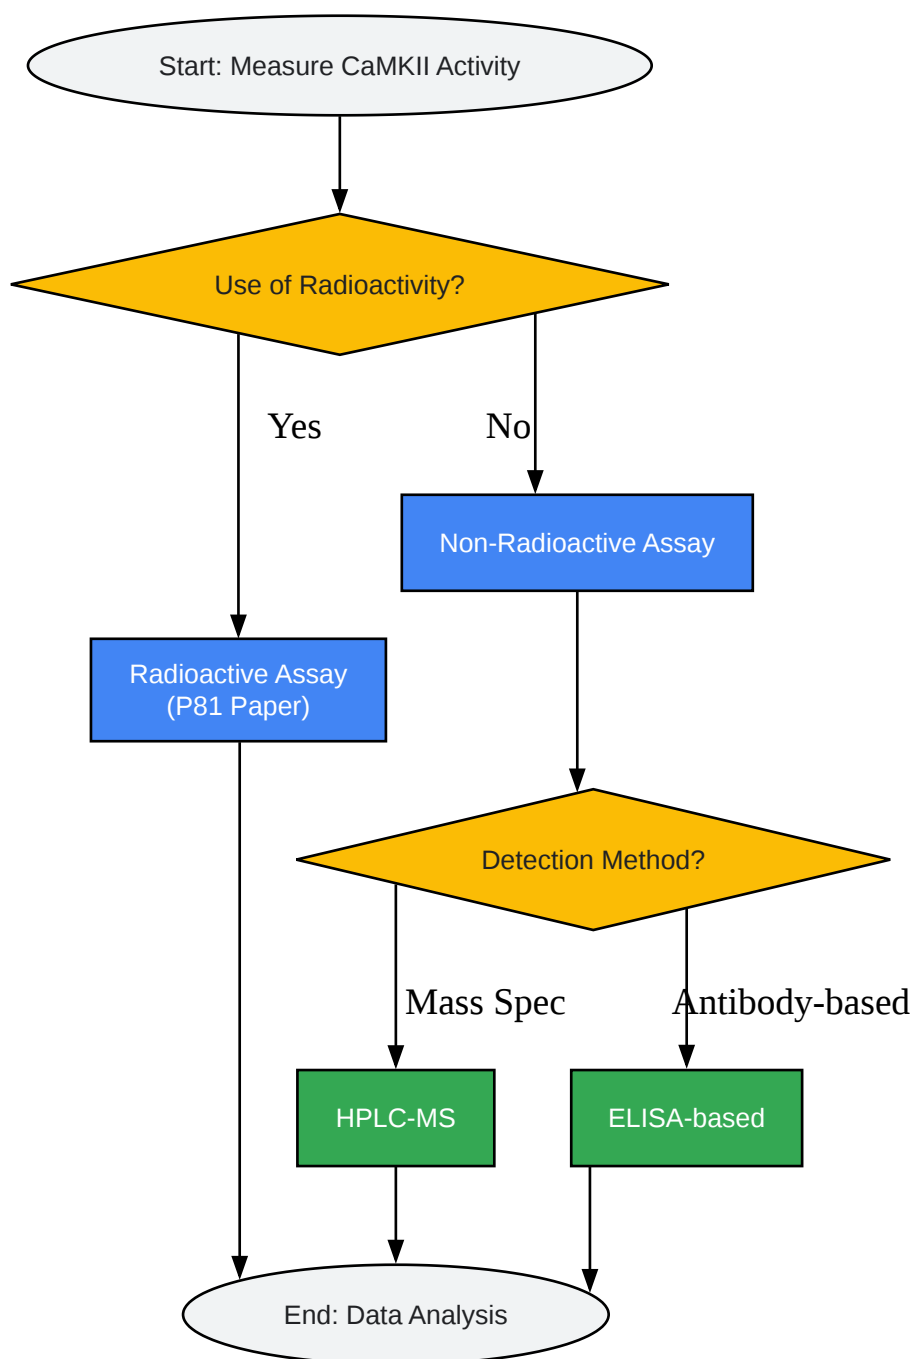 Start: Measure CaMKII Activity
Use of Radioactivity?
Yes
No
Non-Radioactive Assay
Radioactive Assay
(P81 Paper)
Detection Method?
Mass Spec
Antibody-based
HPLC-MS
ELISA-based
End: Data Analysis